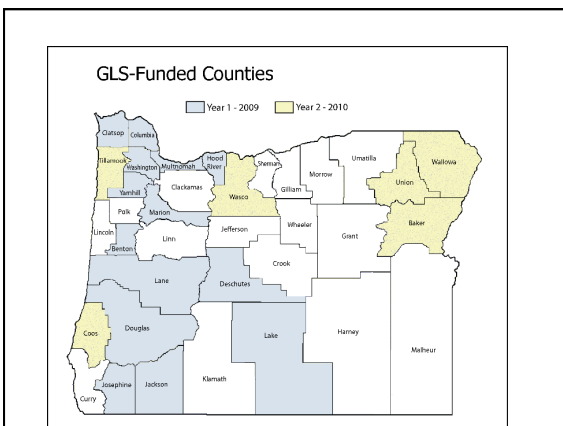 GLS-Funded Counties
Year 1 - 2009
Year 2 - 2010
Clatsop
Columbia
Tillamook
Washington
Multnomah
Hood
River
Sherman
Umatilla
Wallowa
Morrow
Union
Clackamas
Gilliam
Yamhill
Wasco
Polk
Marion
Baker
Lincoln
Jefferson
Wheeler
Grant
Linn
Benton
Crook
Lane
Deschutes
Coos
Douglas
Lake
Harney
Malheur
Klamath
Josephine
Jackson
Curry